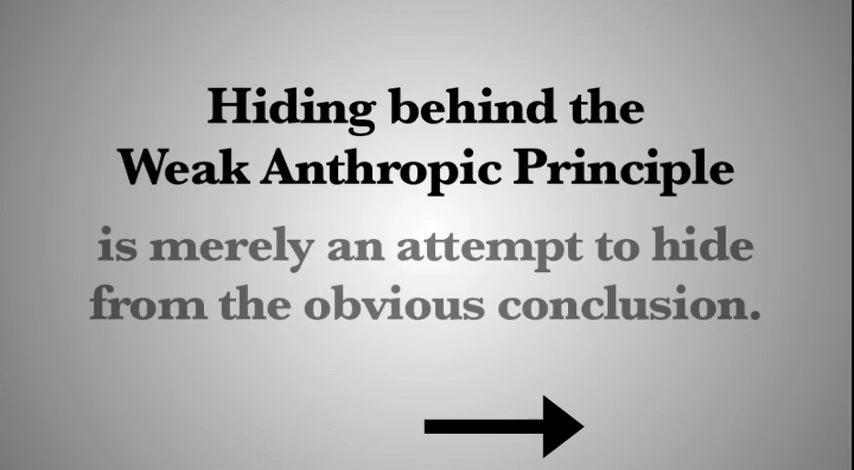 Hiding behind the
Weak Anthropic Principle
is merely an attempt to hide
from the obvious conclusion.